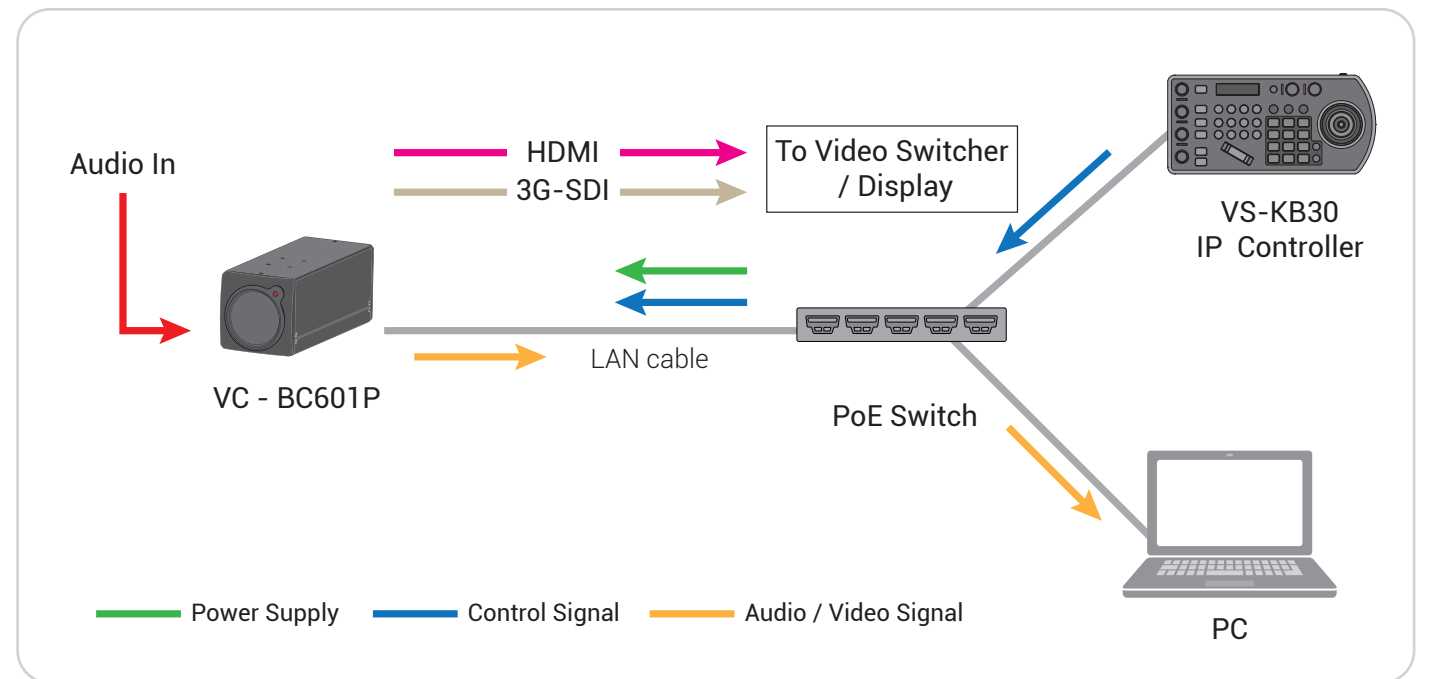 Audio In
HDMI
3G-SDI
To Video Switcher
/ Display
VS-KB30
IP Controller
VC - BC601P
LAN cable
PoE Switch
PC
Power Supply
Control Signal
Audio / Video Signal